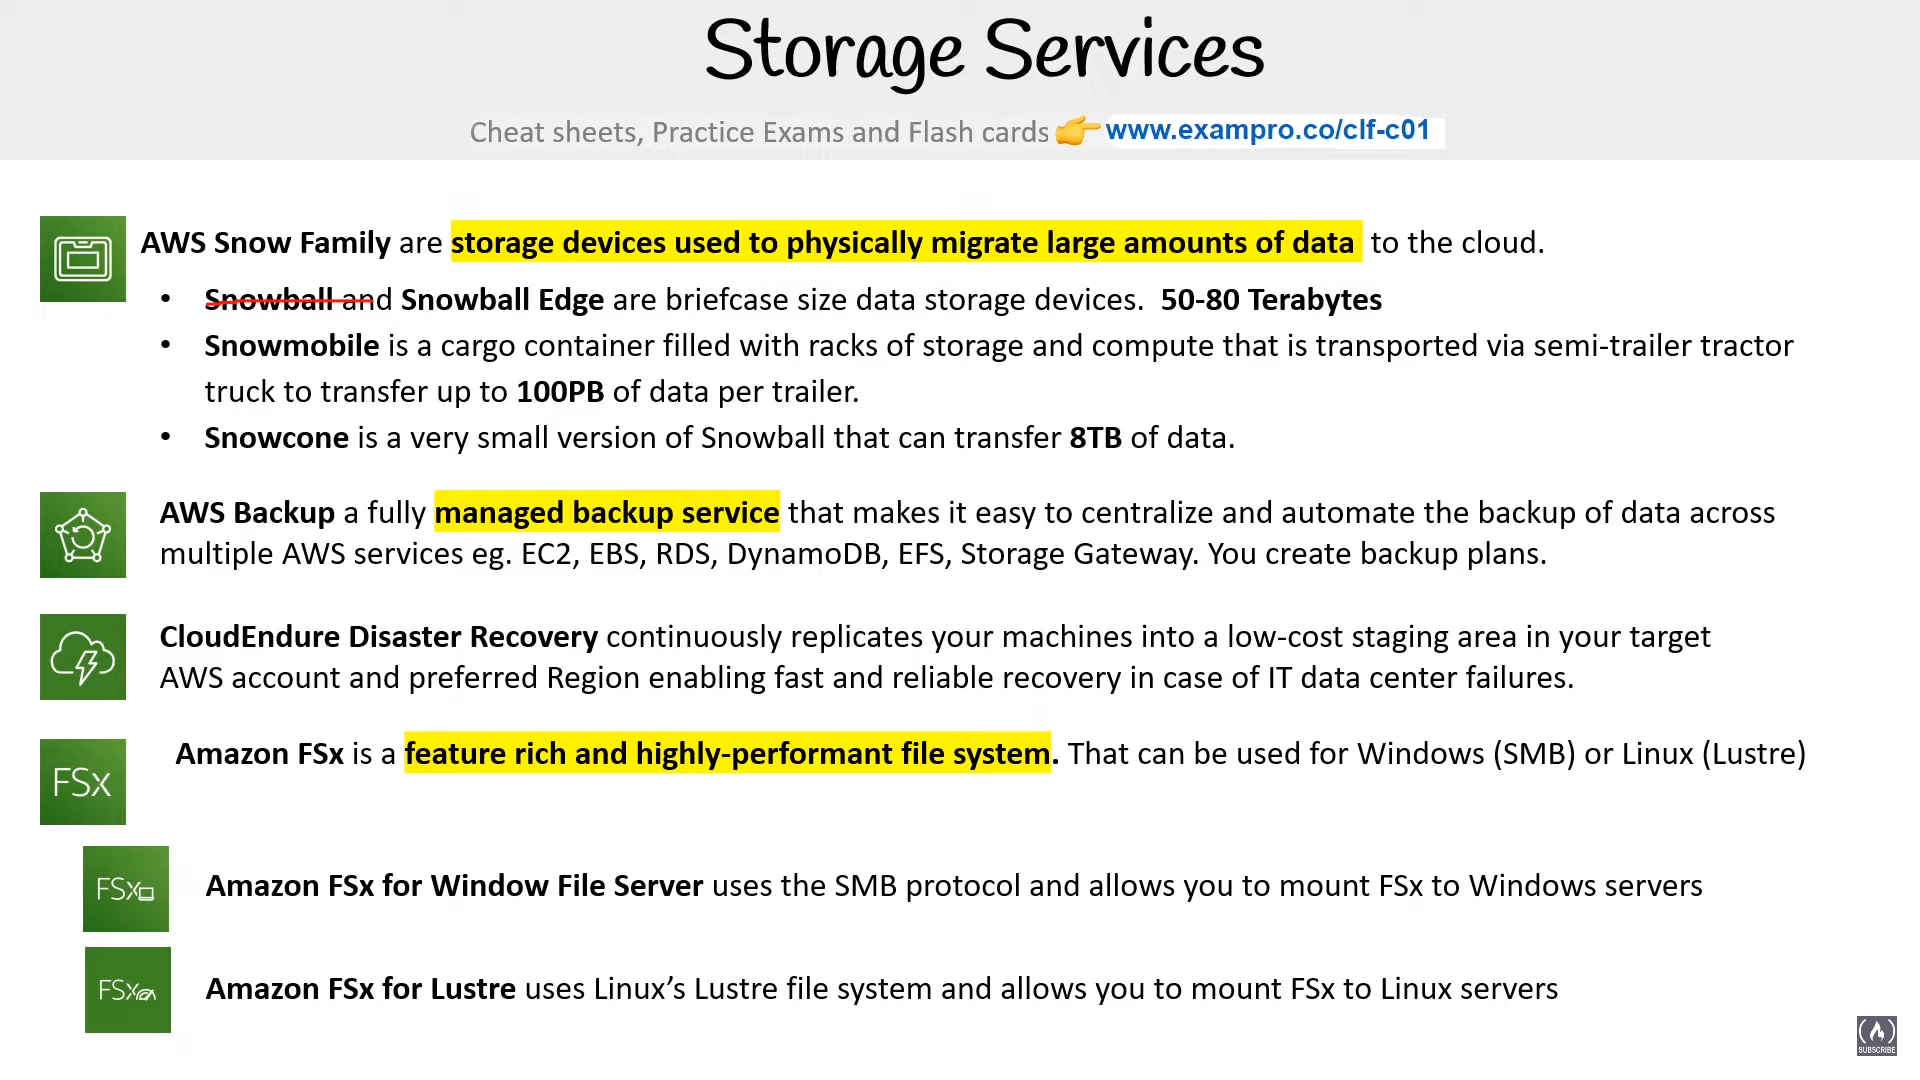 Storage Services
Cheat sheets, Practice Exams and Flash cards 👉 www.exampro.co/clf-c01
AWS Snow Family are storage devices used to physically migrate large amounts of data to the cloud.
• Snowball and Snowball Edge are briefcase size data storage devices. 50-80 Terabytes
• Snowmobile is a cargo container filled with racks of storage and compute that is transported via semi-trailer tractor
truck to transfer up to 100PB of data per trailer.
• Snowcone is a very small version of Snowball that can transfer 8TB of data.
AWS Backup a fully managed backup service that makes it easy to centralize and automate the backup of data across
multiple AWS services eg. EC2, EBS, RDS, DynamoDB, EFS, Storage Gateway. You create backup plans.
CloudEndure Disaster Recovery continuously replicates your machines into a low-cost staging area in your target
AWS account and preferred Region enabling fast and reliable recovery in case of IT data center failures.
FSx
Amazon FSx is a feature rich and highly-performant file system. That can be used for Windows (SMB) or Linux (Lustre)
FSx
Amazon FSx for Window File Server uses the SMB protocol and allows you to mount FSx to Windows servers
FSx
Amazon FSx for Lustre uses Linux’s Lustre file system and allows you to mount FSx to Linux servers
SUBSCRIBE